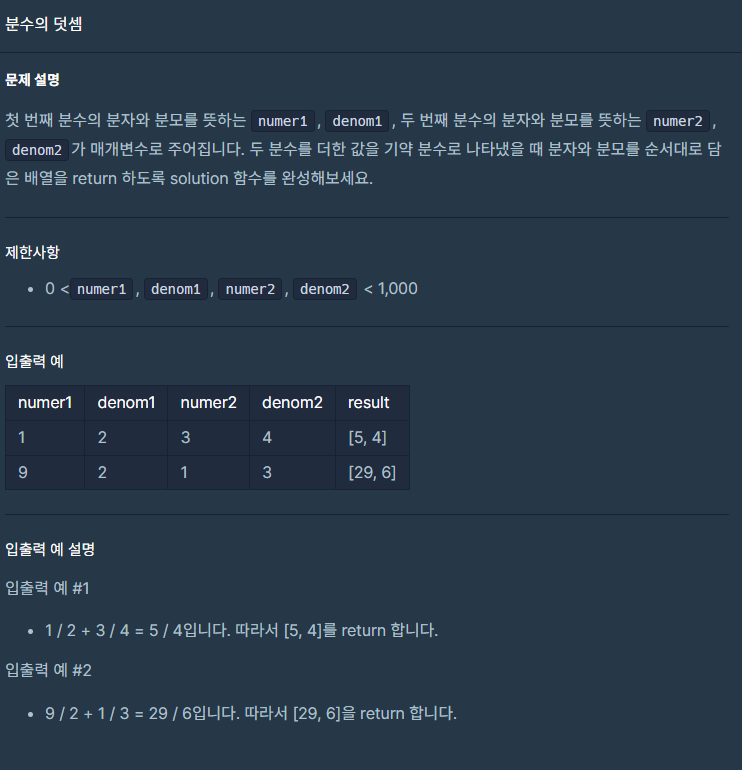 분수의 덧셈
문제 설명
첫 번째 분수의 분자와 분모를 뜻하는 numer1, denom1, 두 번째 분수의 분자와 분모를 뜻하는 numer2,
denom2가 매개변수로 주어집니다. 두 분수를 더한 값을 기약 분수로 나타냈을 때 분자와 분모를 순서대로 담
은 배열을 return 하도록 solution 함수를 완성해보세요.
제한사항
• 0 <numer1, denom1, numer2, denom2 < 1,000
입출력 예
numer1 denom1 numer2 denom2 result
1 2 3 4 [5, 4]
9 2 1 3 [29, 6]
입출력 예 설명
입출력 예 #1
• 1 / 2 + 3 / 4 = 5 / 4입니다. 따라서 [5, 4]를 return 합니다.
입출력 예 #2
• 9 / 2 + 1 / 3 = 29 / 6입니다. 따라서 [29, 6]을 return 합니다.